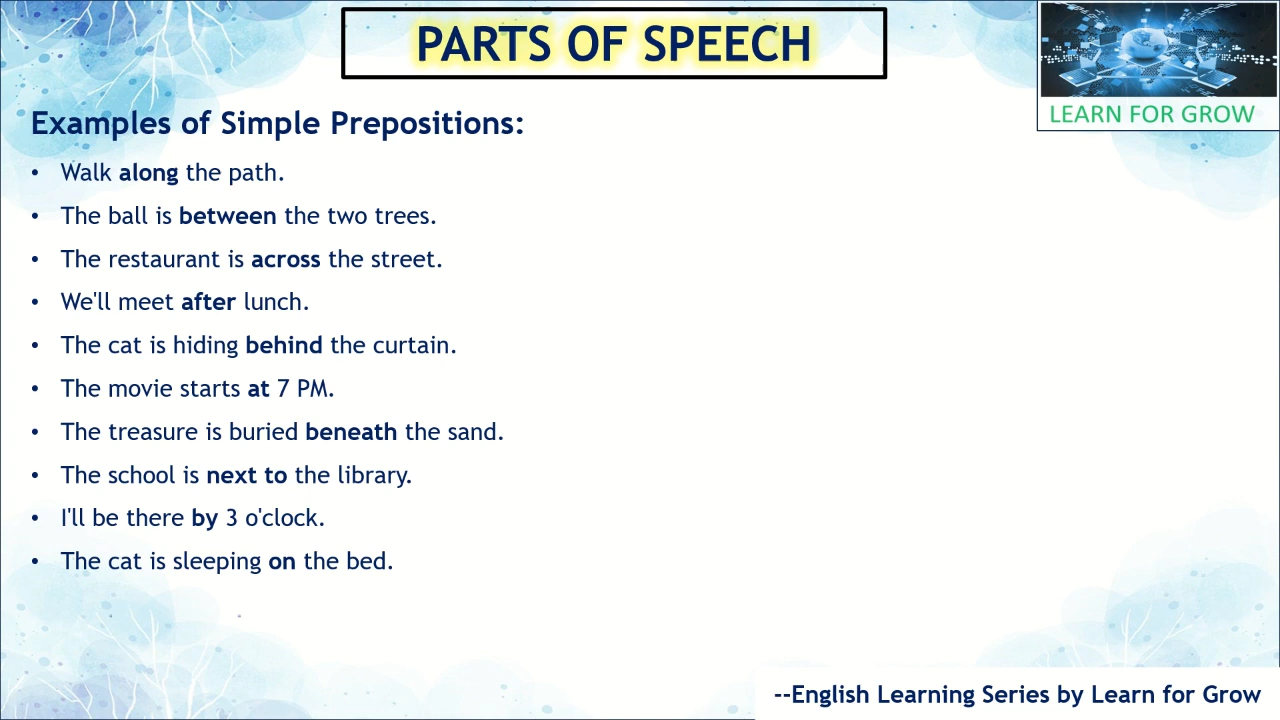 PARTS OF SPEECH
LEARN FOR GROW
Examples of Simple Prepositions:
• Walk along the path.
• The ball is between the two trees.
• The restaurant is across the street.
• We'll meet after lunch.
• The cat is hiding behind the curtain.
• The movie starts at 7 PM.
• The treasure is buried beneath the sand.
• The school is next to the library.
• I'll be there by 3 o'clock.
• The cat is sleeping on the bed.
--English Learning Series by Learn for Grow